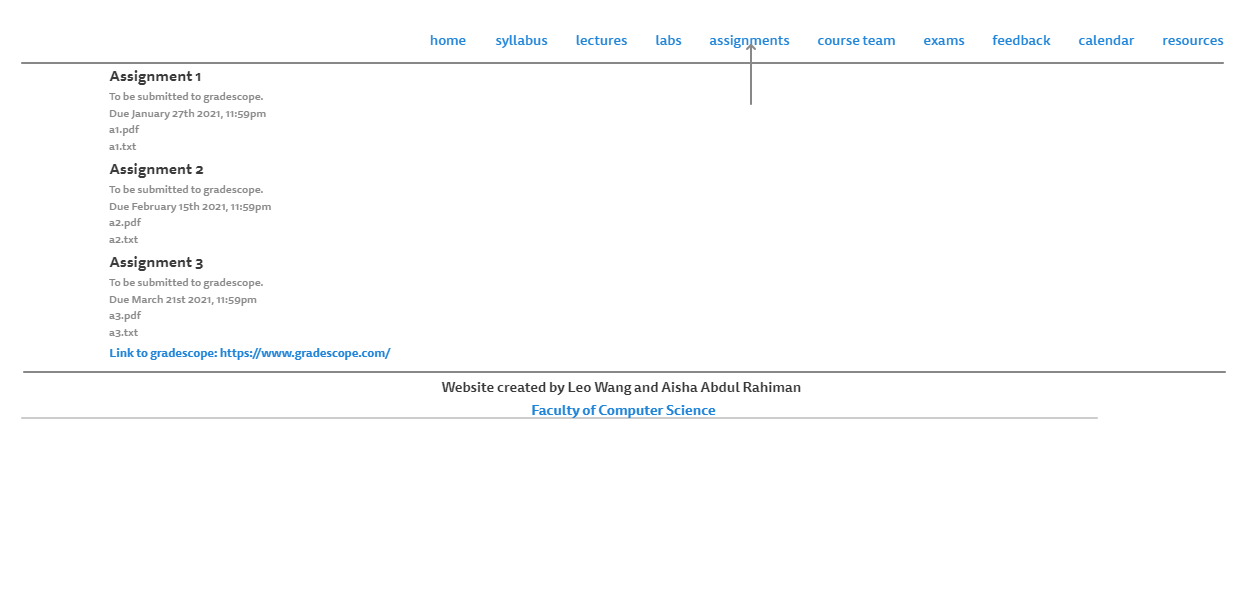 home syllabus lectures labs assignments course team exams feedback calendar resources
Assignment 1
To be submitted to gradescope.
Due January 27th 2021, 11:59pm
a1.pdf
a1.txt
Assignment 2
To be submitted to gradescope.
Due February 15th 2021, 11:59pm
a2.pdf
a2.txt
Assignment 3
To be submitted to gradescope.
Due March 21st 2021, 11:59pm
a3.pdf
a3.txt
Link to gradescope: https://www.gradescope.com/
Website created by Leo Wang and Aisha Abdul Rahiman
Faculty of Computer Science